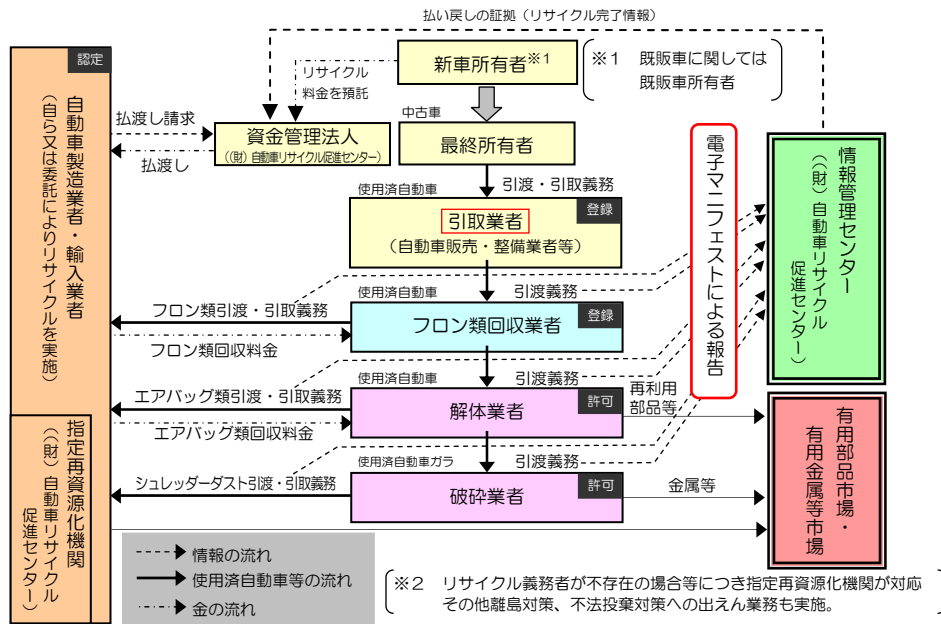 払い戻しの証拠（リサイクル完了情報）
認定
自動車製造業者・輸入業者
（自ら又は委託によりリサイクルを実施）
リサイクル
料金を預託
新車所有者※1
※１　既販車に関しては
既販車所有者
払渡し請求
払渡し
資金管理法人
（(財)自動車リサイクル促進センター）
中古車
最終所有者
使用済自動車
引渡・引取義務
引取業者
登録
（自動車販売・整備業者等）
電子マニフェストによる報告
情報管理センター
（（財）自動車リサイクル
促進センター）
使用済自動車
引渡義務
フロン類引渡・引取義務
フロン類回収業者
登録
フロン類回収料金
使用済自動車
引渡義務
エアバッグ類引渡・引取義務
解体業者
許可
再利用
部品等
エアバッグ類回収料金
使用済自動車ガラ
引渡義務
シュレッダーダスト引渡・引取義務
破砕業者
許可
金属等
有用部品市場・
有用金属等市場
指定再資源化機関
（（財）自動車リサイクル
促進センター）
情報の流れ
使用済自動車等の流れ
金の流れ
※２　リサイクル義務者が不存在の場合等につき指定再資源化機関が対応
その他離島対策、不法投棄対策への出えん業務も実施。